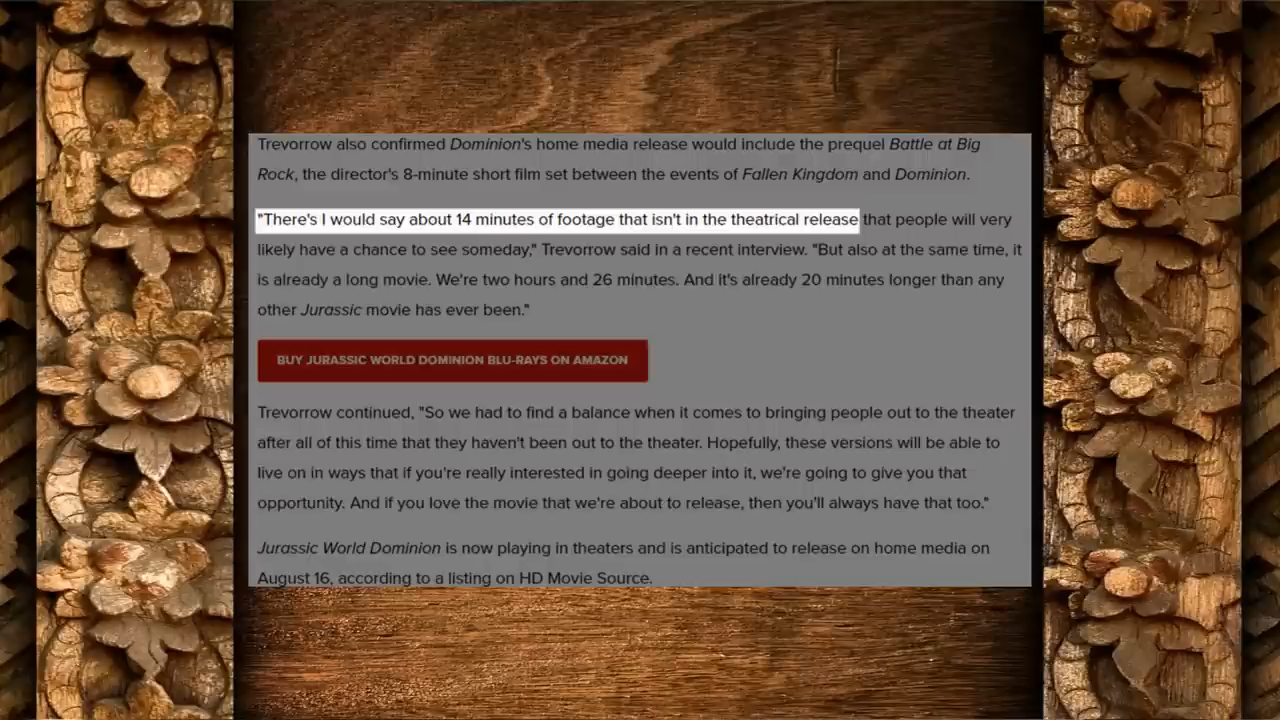 Trevorrow also confirmed Dominion's home media release would include the prequel Battle at Big
Rock, the director's 8-minute short film set between the events of Fallen Kingdom and Dominion.
"There's I would say about 14 minutes of footage that isn't in the theatrical release that people will very
likely have a chance to see someday," Trevorrow said in a recent interview. "But also at the same time, it
is already a long movie. We're two hours and 26 minutes. And it's already 20 minutes longer than any
other Jurassic movie has ever been."
BUY JURASSIC WORLD DOMINION BLU-RAYS ON AMAZON
Trevorrow continued, "So we had to find a balance when it comes to bringing people out to the theater
after all of this time that they haven't been out to the theater. Hopefully, these versions will be able to
live on in ways that if you're really interested in going deeper into it, we're going to give you that
opportunity. And if you love the movie that we're about to release, then you'll always have that too."
Jurassic World Dominion is now playing in theaters and is anticipated to release on home media on
August 16, according to a listing on HD Movie Source.